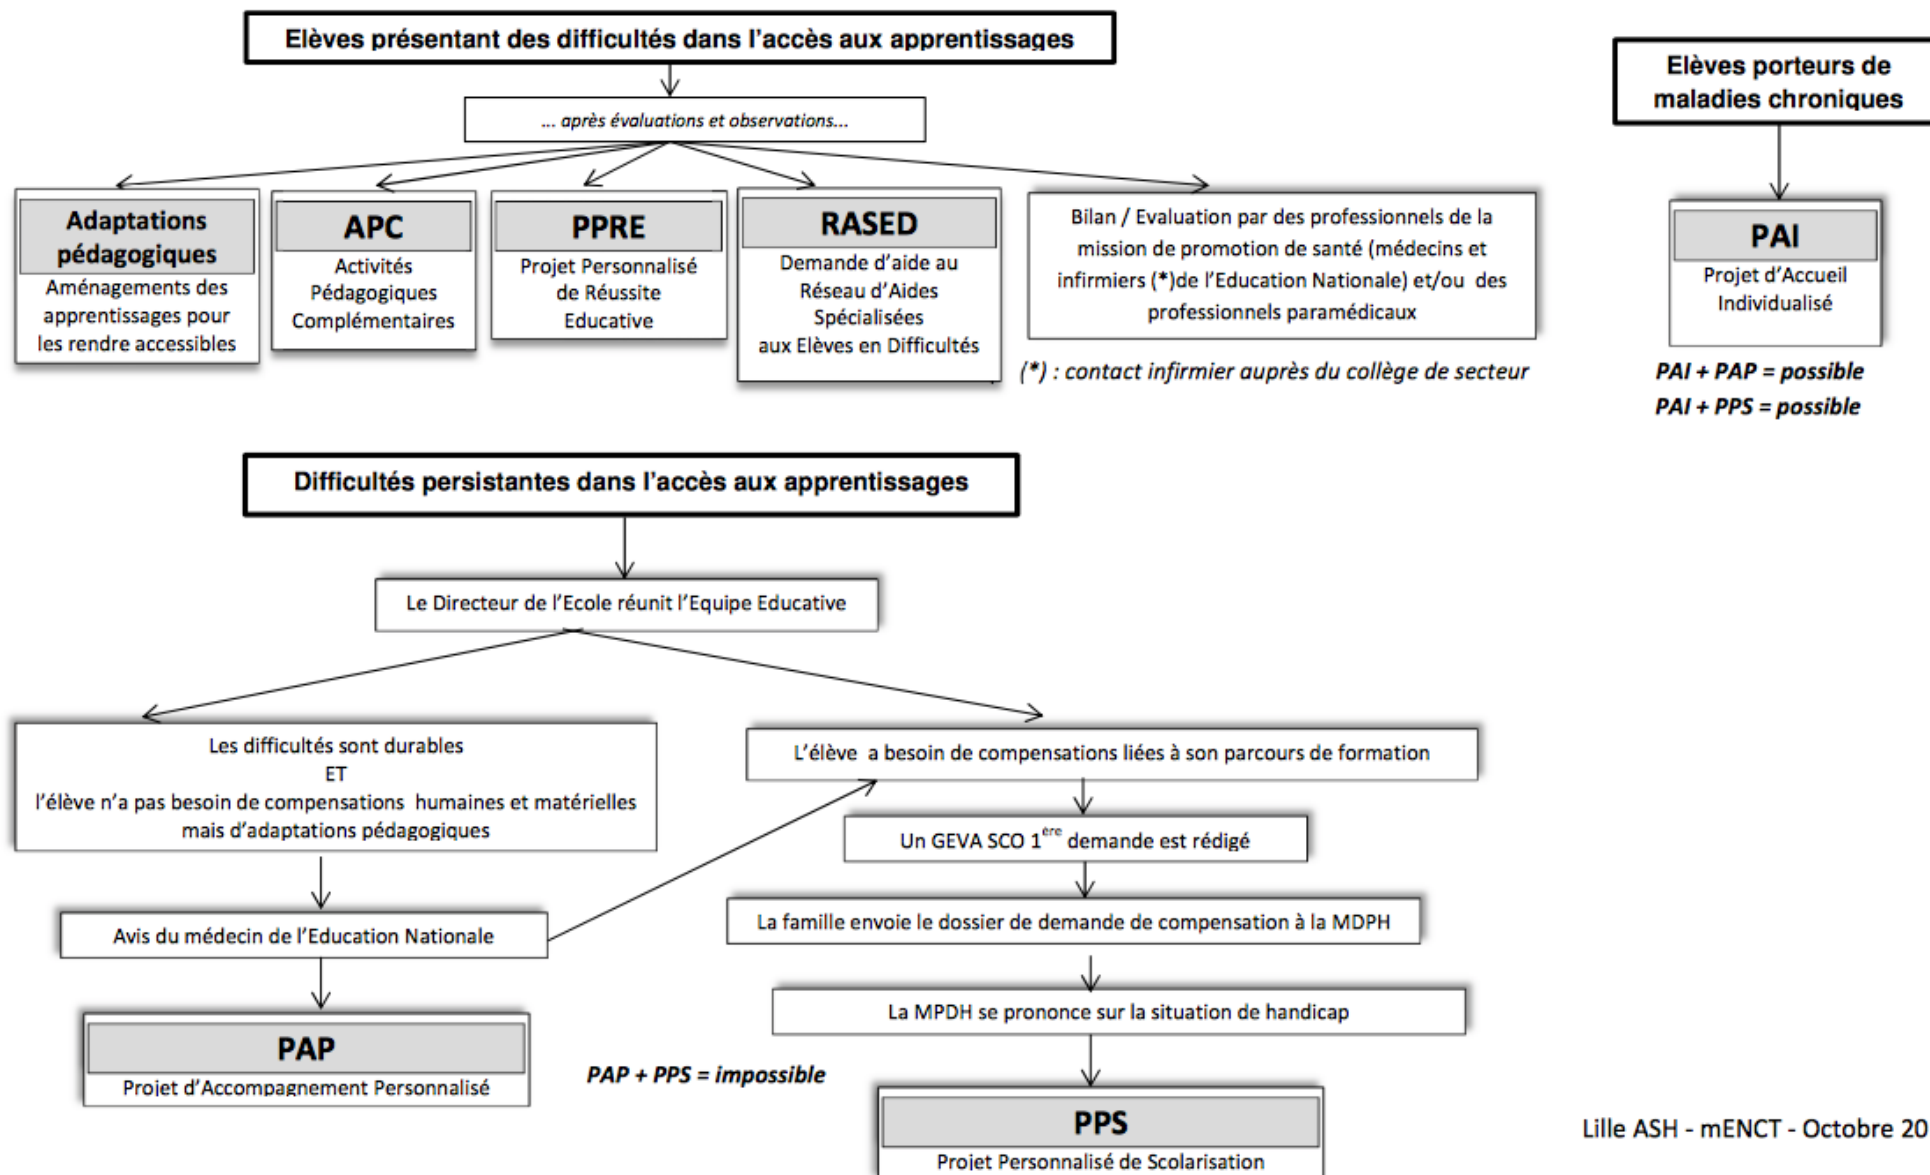 Elèves présentant des difficultés dans l'accès aux apprentissages
... après évaluations et observations...
Adaptations
pédagogiques
Aménagements des
apprentissages pour
les rendre accessibles
APC
Activités
Pédagogiques
Complémentaires
PPRE
Projet Personnalisé
de Réussite
Educative
RASED
Demande d'aide au
Réseau d'Aides
Spécialisées
aux Elèves en Difficultés
Bilan / Evaluation par des professionnels de la
mission de promotion de santé (médecins et
infirmiers (*)de l'Education Nationale) et/ou des
professionnels paramédicaux
(*) : contact infirmier auprès du collège de secteur
Elèves porteurs de
maladies chroniques
PAI
Projet d'Accueil
Individualisé
PAI + PAP = possible
PAI + PPS = possible
Difficultés persistantes dans l'accès aux apprentissages
Le Directeur de l'Ecole réunit l'Equipe Educative
Les difficultés sont durables
ET
l'élève n'a pas besoin de compensations humaines et matérielles
mais d'adaptations pédagogiques
Avis du médecin de l'Education Nationale
PAP
Projet d'Accompagnement Personnalisé
PAP + PPS = impossible
L'élève a besoin de compensations liées à son parcours de formation
Un GEVA SCO 1ère demande est rédigé
La famille envoie le dossier de demande de compensation à la MDPH
La MPDH se prononce sur la situation de handicap
PPS
Projet Personnalisé de Scolarisation
Lille ASH - mENCT - Octobre 20